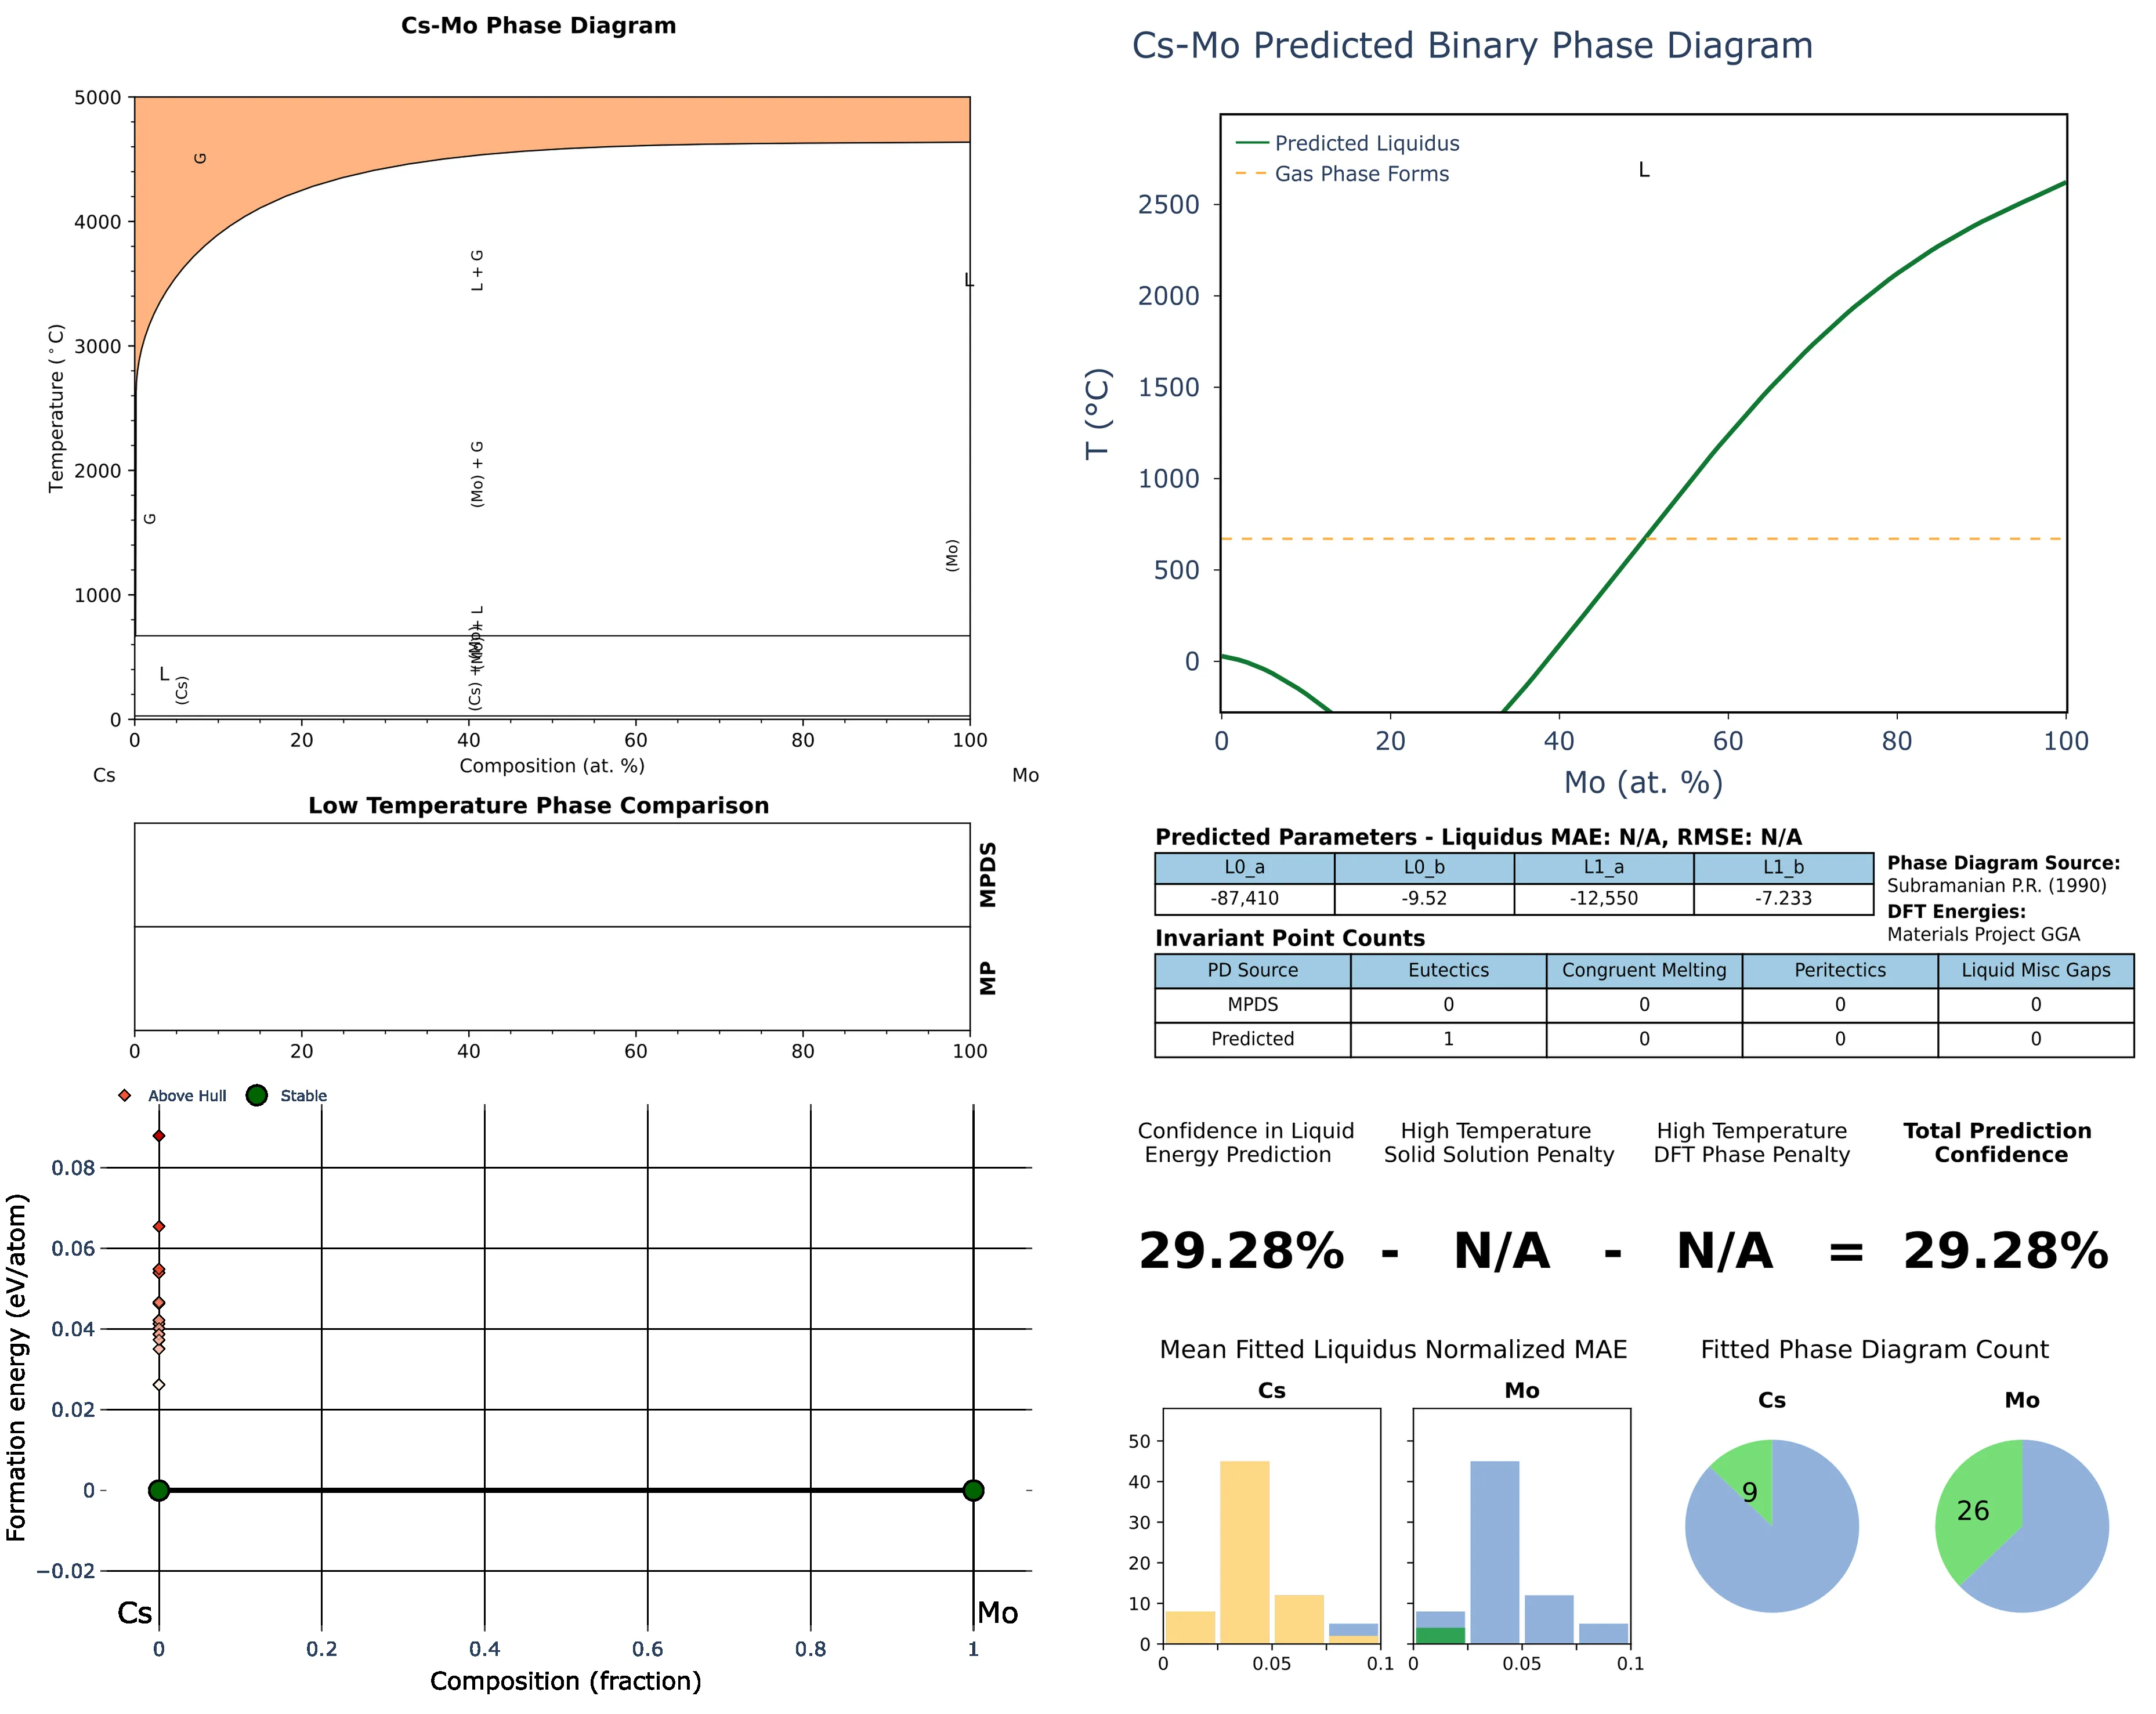 Cs-Mo Phase Diagram
5000
4000
3000
2000
1000
0
Temperature (°C)
G
L + G
L
(Mo) + G
G
(Mo)
(Mo) + L
(Cs) + (Mo)
L
(Cs)
0 20 40 60 80 100
Composition (at. %)
Cs Mo
Low Temperature Phase Comparison
MPDS
MP
0 20 40 60 80 100
Above Hull Stable
0.08
0.06
0.04
0.02
0
−0.02
Formation energy (eV/atom)
Cs Mo
0 0.2 0.4 0.6 0.8 1
Composition (fraction)
Cs-Mo Predicted Binary Phase Diagram
Predicted Liquidus
Gas Phase Forms
L
2500
2000
1500
1000
500
0
T (°C)
0 20 40 60 80 100
Mo (at. %)
Predicted Parameters - Liquidus MAE: N/A, RMSE: N/A
L0_a L0_b L1_a L1_b
-87,410 -9.52 -12,550 -7.233
Phase Diagram Source:
Subramanian P.R. (1990)
DFT Energies:
Materials Project GGA
Invariant Point Counts
PD Source Eutectics Congruent Melting Peritectics Liquid Misc Gaps
MPDS 0 0 0 0
Predicted 1 0 0 0
Confidence in Liquid
Energy Prediction
High Temperature
Solid Solution Penalty
High Temperature
DFT Phase Penalty
Total Prediction
Confidence
29.28% - N/A - N/A = 29.28%
Mean Fitted Liquidus Normalized MAE
Cs Mo
50
40
30
20
10
0
0 0.05 0.1 0 0.05 0.1
Fitted Phase Diagram Count
Cs Mo
9 26